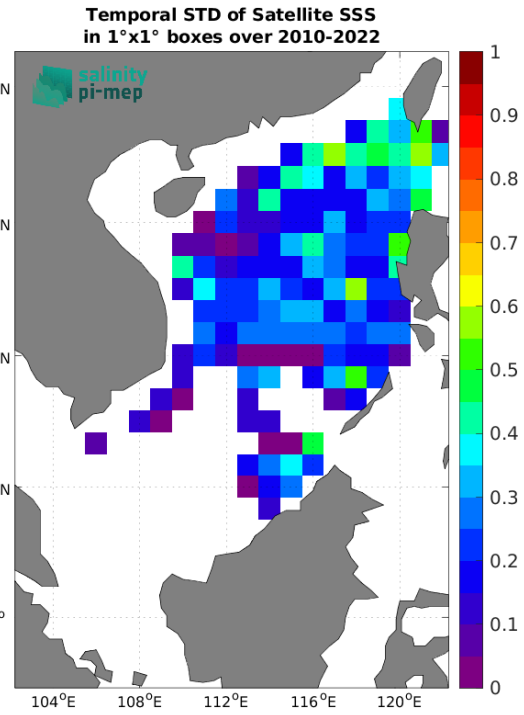 Temporal STD of Satellite SSS
in 1°x1° boxes over 2010-2022
salinity
pi-mep
N
N
N
N
o
104°E
108°E
112°E
116°E
120°E
1
0.9
0.8
0.7
0.6
0.5
0.4
0.3
0.2
0.1
0